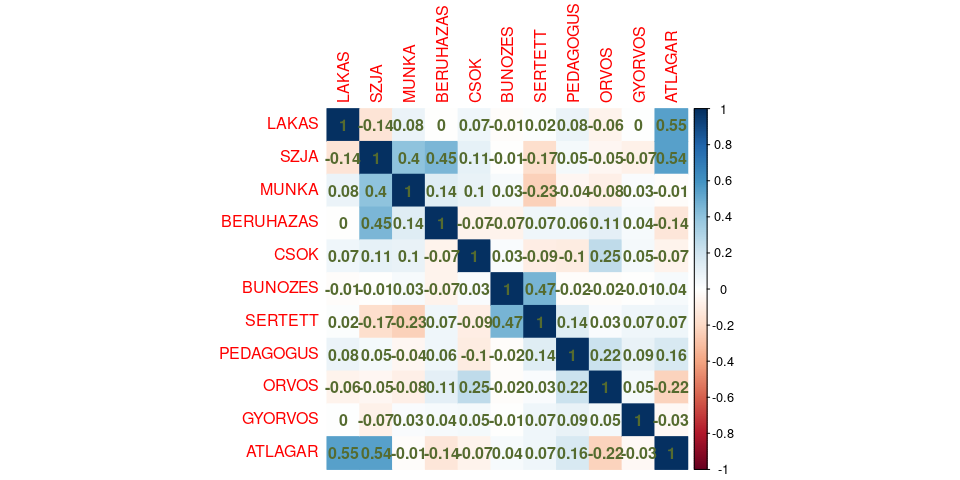 LAKAS SZJA MUNKA BERUHAZAS CSOK BUNOZES SERTETT PEDAGOGUS ORVOS GYORVOS ATLAGAR
LAKAS 1 -0.14 0.08 0 0.07 -0.01 0.02 0.08 -0.06 0 0.55
SZJA -0.14 1 0.4 0.45 0.11 -0.01 -0.17 0.05 -0.05 -0.07 0.54
MUNKA 0.08 0.4 1 0.14 0.1 0.03 -0.23 -0.04 -0.08 0.03 -0.01
BERUHAZAS 0 0.45 0.14 1 -0.07 -0.07 0.07 0.06 0.11 0.04 -0.14
CSOK 0.07 0.11 0.1 -0.07 1 0.03 -0.09 -0.1 0.25 0.05 -0.07
BUNOZES -0.01 -0.01 0.03 -0.07 0.03 1 0.47 -0.02 -0.02 -0.01 0.04
SERTETT 0.02 -0.17 -0.23 0.07 -0.09 0.47 1 0.14 0.03 0.07 0.07
PEDAGOGUS 0.08 0.05 -0.04 0.06 -0.1 -0.02 0.14 1 0.22 0.09 0.16
ORVOS -0.06 -0.05 -0.08 0.11 0.25 -0.02 0.03 0.22 1 0.05 -0.22
GYORVOS 0 -0.07 0.03 0.04 0.05 -0.01 0.07 0.09 0.05 1 -0.03
ATLAGAR 0.55 0.54 -0.01 -0.14 -0.07 0.04 0.07 0.16 -0.22 -0.03 1
1
0.8
0.6
0.4
0.2
0
-0.2
-0.4
-0.6
-0.8
-1